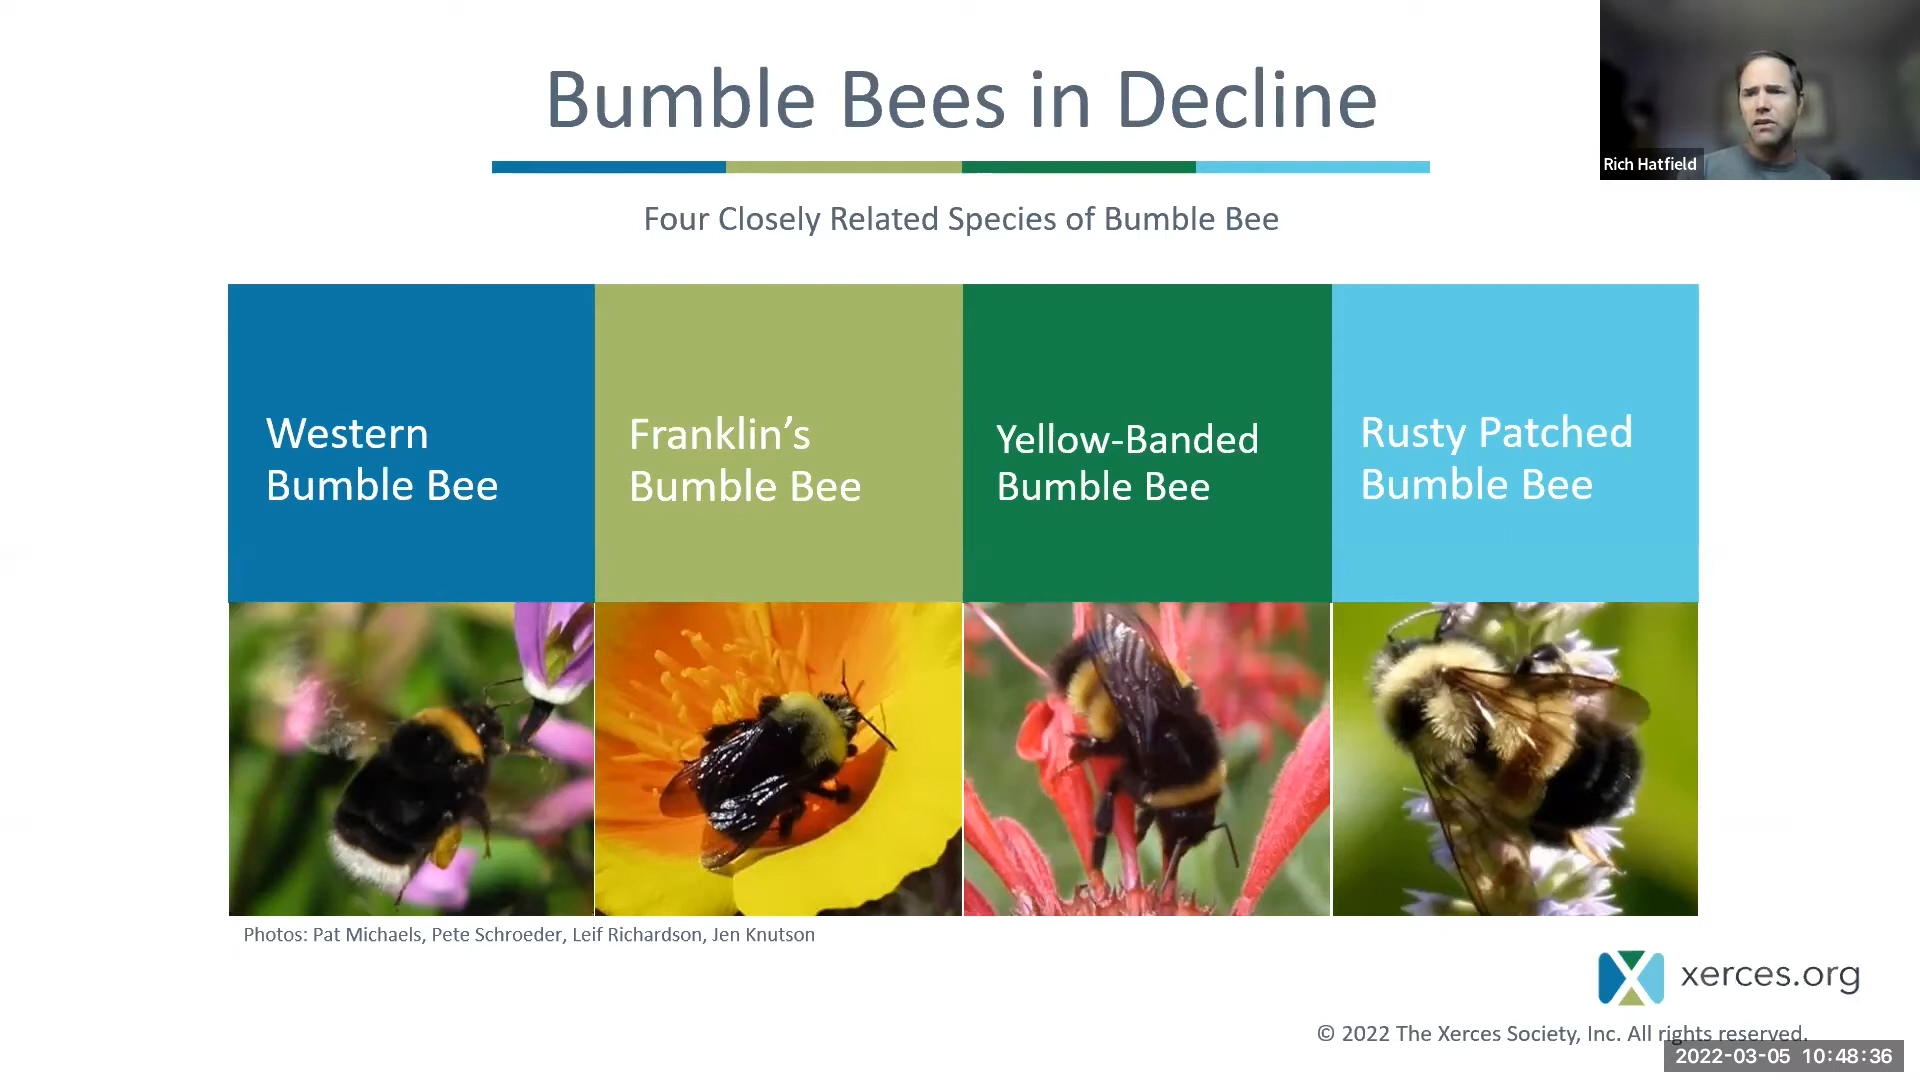 Bumble Bees in Decline
Rich Hatfield
Four Closely Related Species of Bumble Bee
Western
Bumble Bee
Franklin’s
Bumble Bee
Yellow-Banded
Bumble Bee
Rusty Patched
Bumble Bee
Photos: Pat Michaels, Pete Schroeder, Leif Richardson, Jen Knutson
xerces.org
© 2022 The Xerces Society, Inc. All rights reserved.
2022-03-05 10:48:36